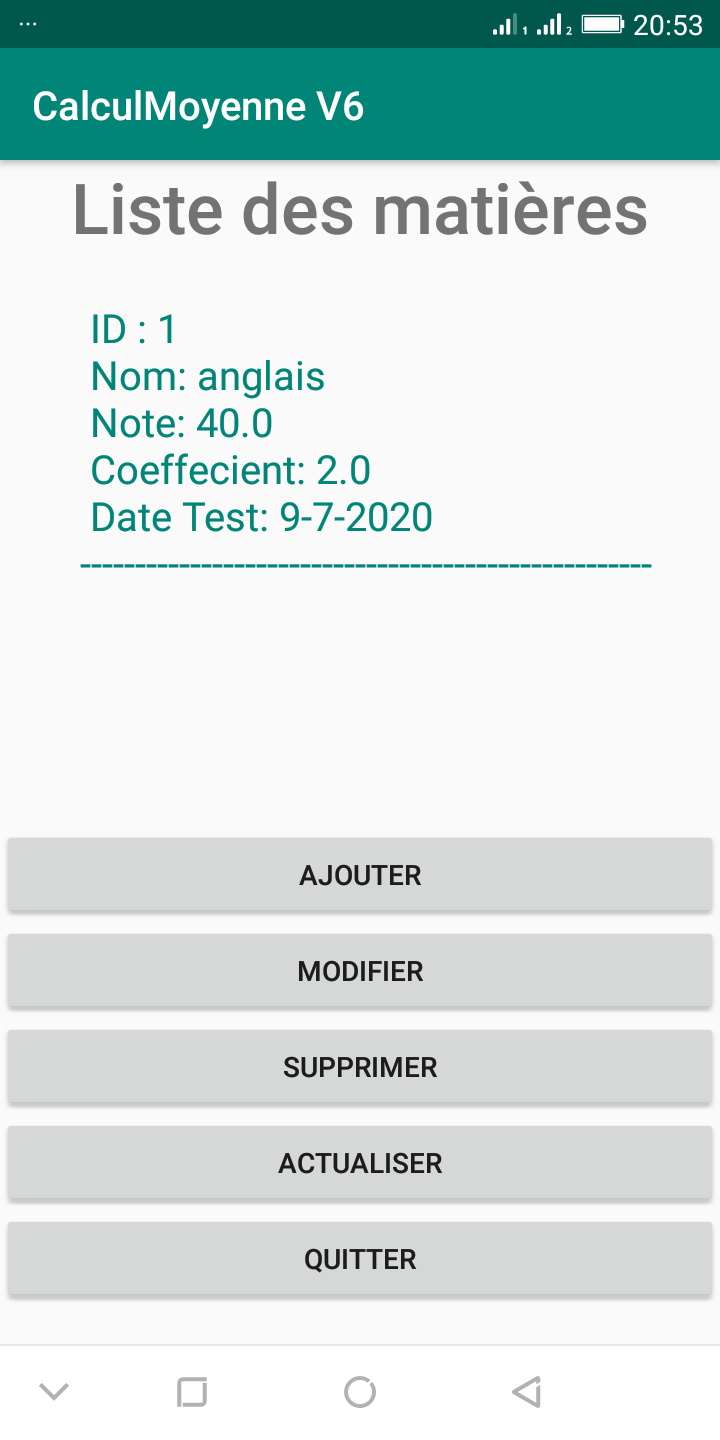 ... 1 2 20:53
CalculMoyenne V6
Liste des matières
ID : 1
Nom: anglais
Note: 40.0
Coeffecient: 2.0
Date Test: 9-7-2020
----------------------------------------------------
AJOUTER
MODIFIER
SUPPRIMER
ACTUALISER
QUITTER